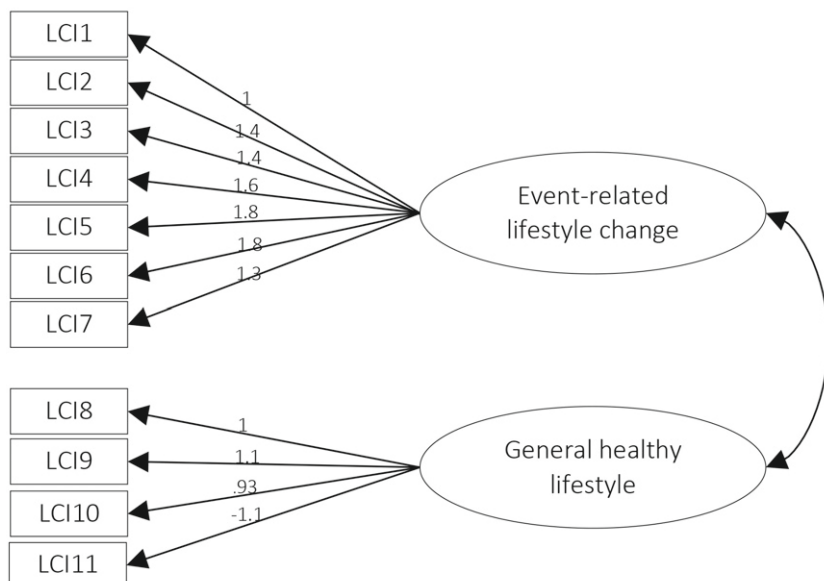 LCI1
LCI2
LCI3
LCI4
LCI5
LCI6
LCI7
1
1.4
1.4
1.6
1.8
1.8
1.3
Event-related
lifestyle change
LCI8
LCI9
LCI10
LCI11
1
1.1
.93
-1.1
General healthy
lifestyle